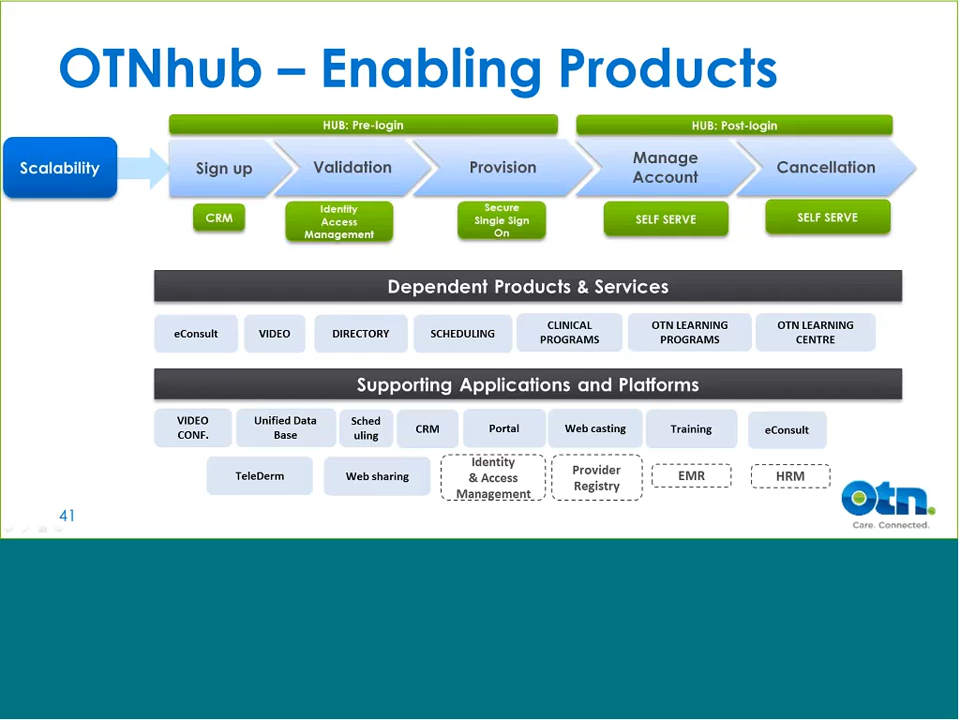 OTNhub – Enabling Products
HUB: Pre-login
HUB: Post-login
Scalability
Sign up
Validation
Provision
Manage
Account
Cancellation
CRM
Identity
Access
Management
Secure
Single Sign
On
SELF SERVE
SELF SERVE
Dependent Products & Services
eConsult
VIDEO
DIRECTORY
SCHEDULING
CLINICAL
PROGRAMS
OTN LEARNING
PROGRAMS
OTN LEARNING
CENTRE
Supporting Applications and Platforms
VIDEO
CONF.
Unified Data
Base
Sched
uling
CRM
Portal
Web casting
Training
eConsult
TeleDerm
Web sharing
Identity
& Access
Management
Provider
Registry
EMR
HRM
otn.
Care. Connected.
41